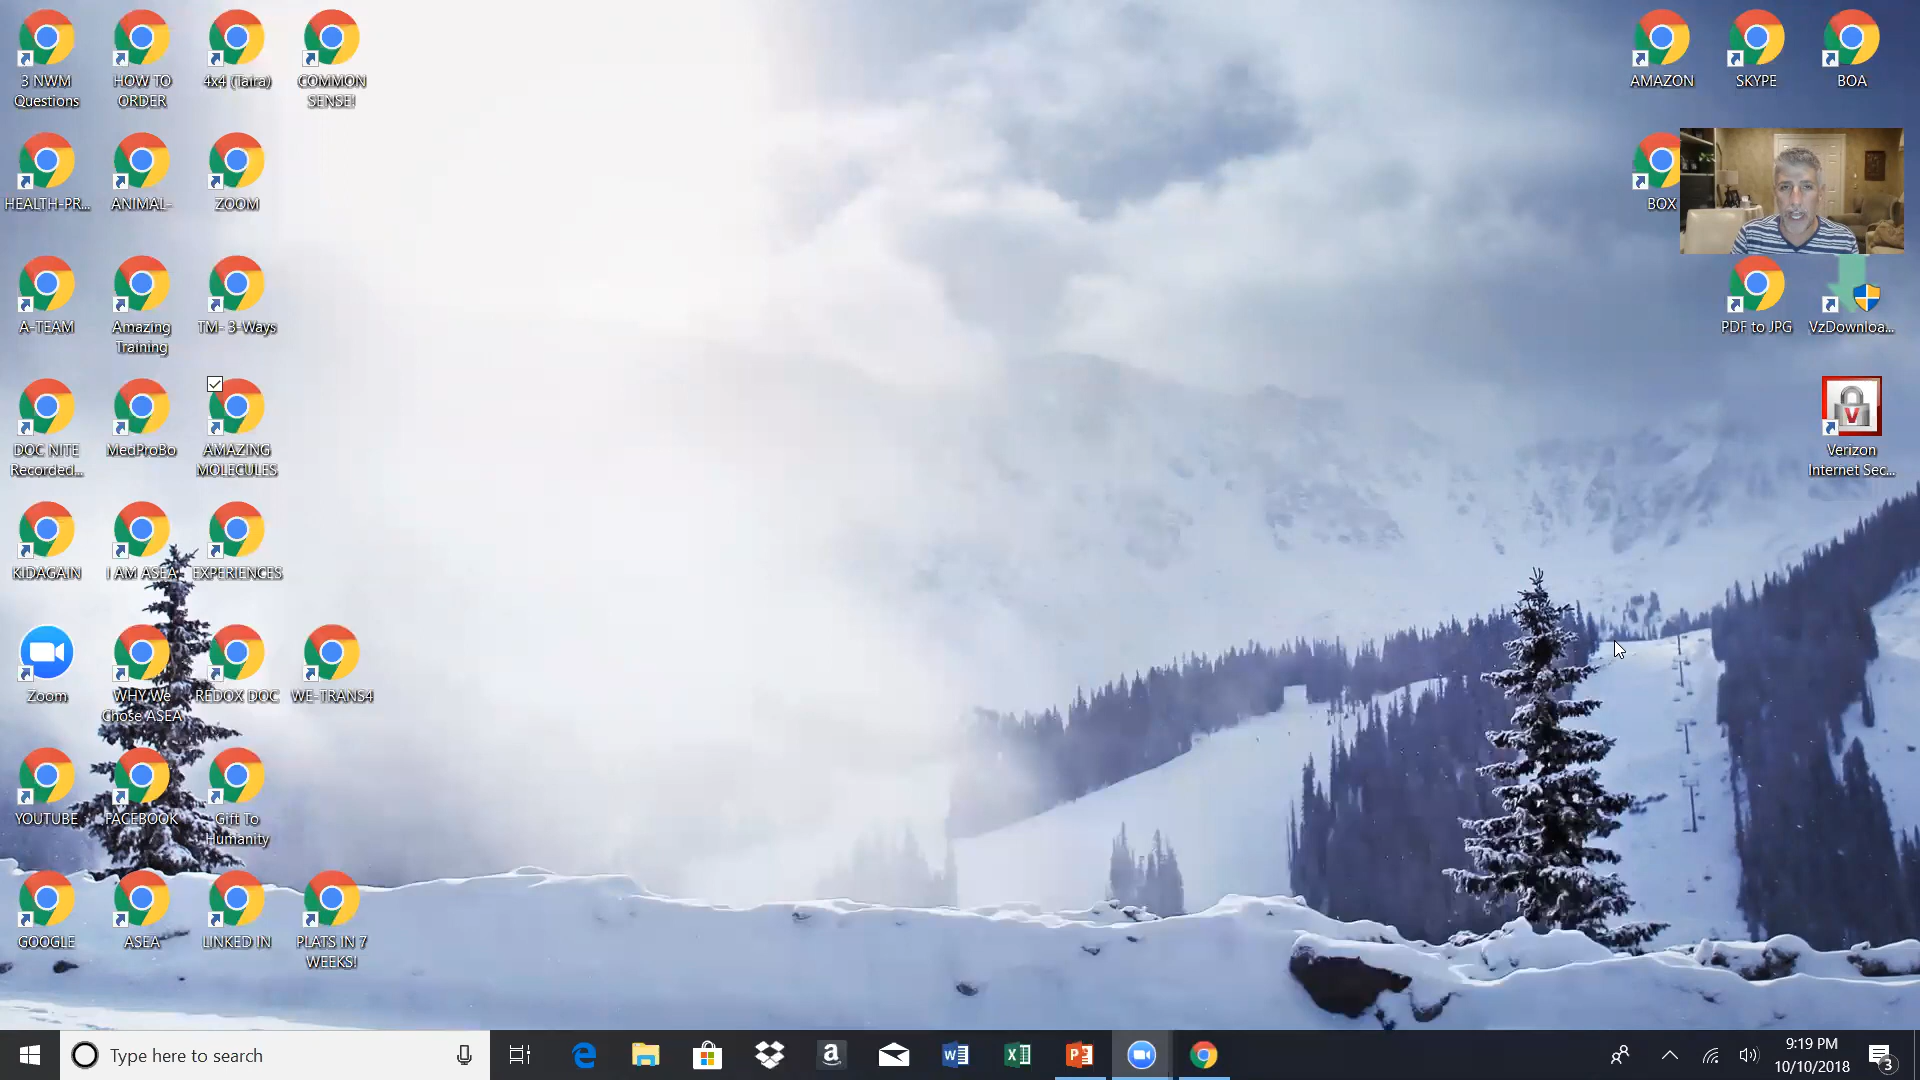 3 NWM
Questions
HOW TO
ORDER
4x4 (Taira)
COMMON
SENSE!
AMAZON
SKYPE
BOA
HEALTH-PR...
ANIMAL-
ZOOM
BOX
A-TEAM
Amazing
Training
TM- 3-Ways
PDF to JPG
VzDownloa...
DOC NITE
Recorded...
MedProBo
AMAZING
MOLECULES
Verizon
Internet Sec...
KIDAGAIN
I AM ASEA
EXPERIENCES
Zoom
WHY We
Chose ASEA
REDOX DOC
WE-TRANS4
YOUTUBE
FACEBOOK
Gift To
Humanity
GOOGLE
ASEA
LINKED IN
PLATS IN 7
WEEKS!
Type here to search
9:19 PM
10/10/2018
3